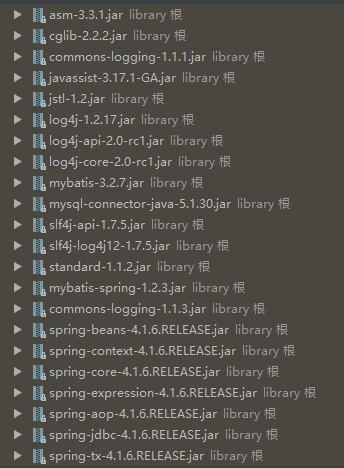 asm-3.3.1.jar library 根
cglib-2.2.2.jar library 根
commons-logging-1.1.1.jar library 根
javassist-3.17.1-GA.jar library 根
jstl-1.2.jar library 根
log4j-1.2.17.jar library 根
log4j-api-2.0-rc1.jar library 根
log4j-core-2.0-rc1.jar library 根
mybatis-3.2.7.jar library 根
mysql-connector-java-5.1.30.jar library 根
slf4j-api-1.7.5.jar library 根
slf4j-log4j12-1.7.5.jar library 根
standard-1.1.2.jar library 根
mybatis-spring-1.2.3.jar library 根
commons-logging-1.1.3.jar library 根
spring-beans-4.1.6.RELEASE.jar library 根
spring-context-4.1.6.RELEASE.jar library 根
spring-core-4.1.6.RELEASE.jar library 根
spring-expression-4.1.6.RELEASE.jar library 根
spring-aop-4.1.6.RELEASE.jar library 根
spring-jdbc-4.1.6.RELEASE.jar library 根
spring-tx-4.1.6.RELEASE.jar library 根